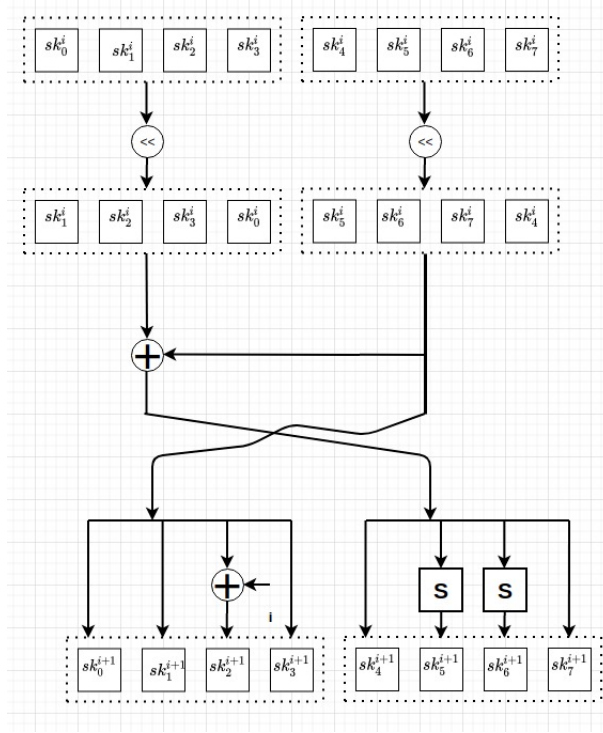 sk_0^i sk_1^i sk_2^i sk_3^i sk_4^i sk_5^i sk_6^i sk_7^i
<< <<
sk_1^i sk_2^i sk_3^i sk_0^i sk_5^i sk_6^i sk_7^i sk_4^i
+
+ S S
i
sk_0^{i+1} sk_1^{i+1} sk_2^{i+1} sk_3^{i+1} sk_4^{i+1} sk_5^{i+1} sk_6^{i+1} sk_7^{i+1}